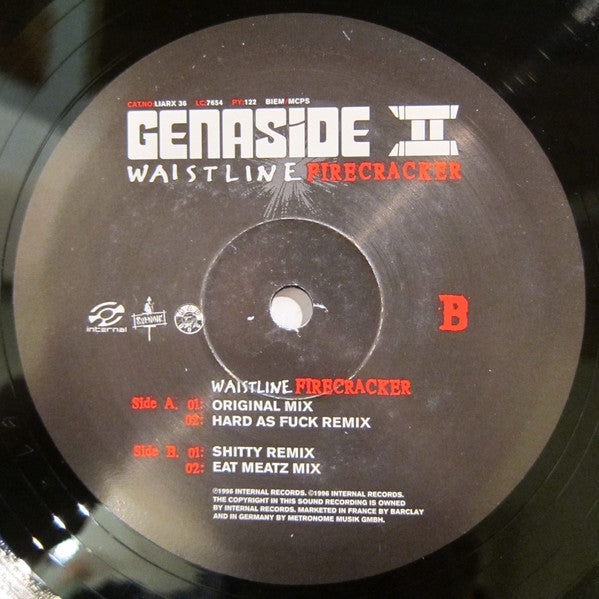 CAT.NO:LIARX 36 LC:7654 PY:122 BIEM/MCPS
GENASIDE II
WAISTLINE FIRECRACKER
internal
B
WAISTLINE FIRECRACKER
Side A. 01: ORIGINAL MIX
02: HARD AS FUCK REMIX
Side B. 01: SHITTY REMIX
02: EAT MEATZ MIX
℗1996 INTERNAL RECORDS. ©1996 INTERNAL RECORDS.
THE COPYRIGHT IN THIS SOUND RECORDING IS OWNED
BY INTERNAL RECORDS. MARKETED IN FRANCE BY BARCLAY
AND IN GERMANY BY METRONOME MUSIK GMBH.